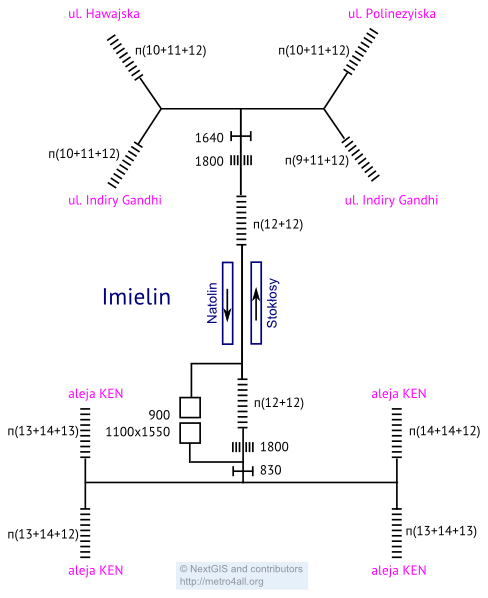 ul. Hawajska
ul. Polinezyiska
п(10+11+12)
п(10+11+12)
1640
п(10+11+12)
1800
п(9+11+12)
ul. Indiry Gandhi
ul. Indiry Gandhi
п(12+12)
Imielin
Natolin
Stokłosy
aleja KEN
aleja KEN
п(12+12)
900
п(13+14+13)
1100x1550
п(14+14+12)
1800
830
п(13+14+12)
п(13+14+13)
aleja KEN
aleja KEN
© NextGIS and contributors
http://metro4all.org